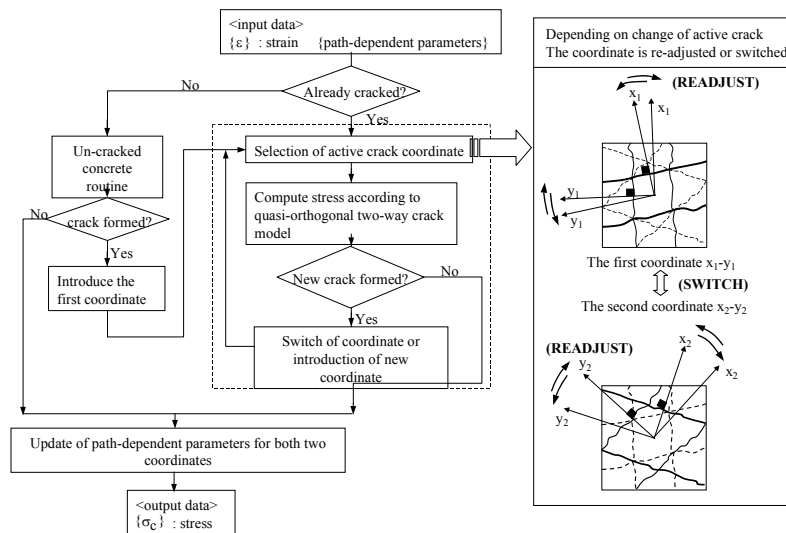 <input data>
{ε} : strain {path-dependent parameters}
No
Already cracked?
Yes
Un-cracked
concrete
routine
Selection of active crack coordinate
Compute stress according to
quasi-orthogonal two-way crack
model
No
crack formed?
Yes
New crack formed?
No
Introduce the
first coordinate
Yes
Switch of coordinate or
introduction of new
coordinate
Update of path-dependent parameters for both two
coordinates
<output data>
{σc} : stress
Depending on change of active crack
The coordinate is re-adjusted or switched
(READJUST)
x1
x1
y1
y1
The first coordinate x1-y1
(SWITCH)
The second coordinate x2-y2
(READJUST)
x2
y2
x2
y2